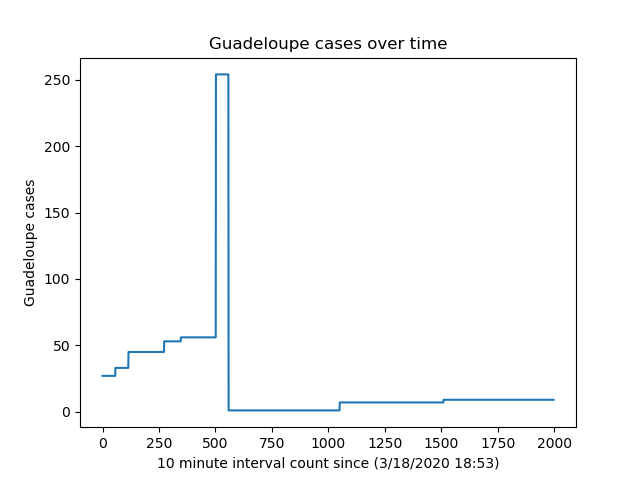 Guadeloupe cases over time
Guadeloupe cases
250
200
150
100
50
0
0 250 500 750 1000 1250 1500 1750 2000
10 minute interval count since (3/18/2020 18:53)